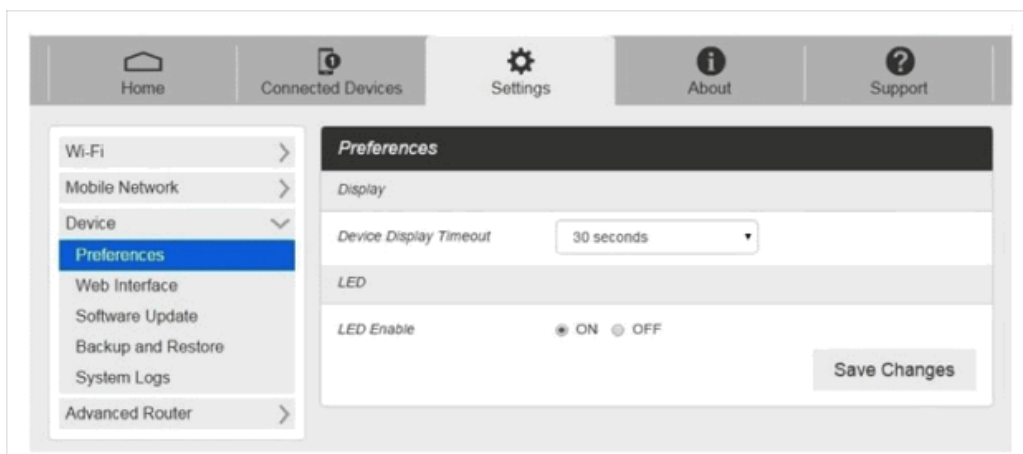 1
Home
Connected Devices
Settings
About
Support
Wi-Fi
Mobile Network
Device
Preferences
Web Interface
Software Update
Backup and Restore
System Logs
Advanced Router
Preferences
Display
Device Display Timeout 30 seconds
LED
LED Enable ON OFF
Save Changes